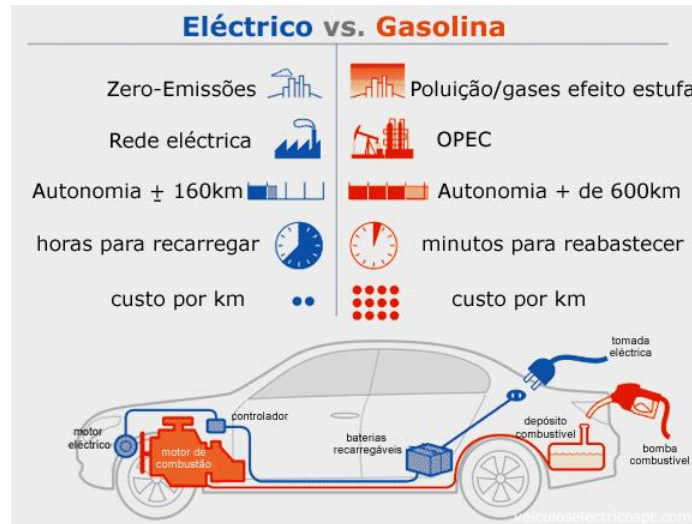 Eléctrico vs. Gasolina
Zero-Emissões
Poluição/gases efeito estufa
Rede eléctrica
OPEC
Autonomia ± 160km
Autonomia + de 600km
horas para recarregar
minutos para reabastecer
custo por km
custo por km
tomada
eléctrica
controlador
motor
eléctrico
motor de
combustão
baterias
recarregáveis
depósito
combustivel
bomba
combustivel
veiculoselectricospt.com